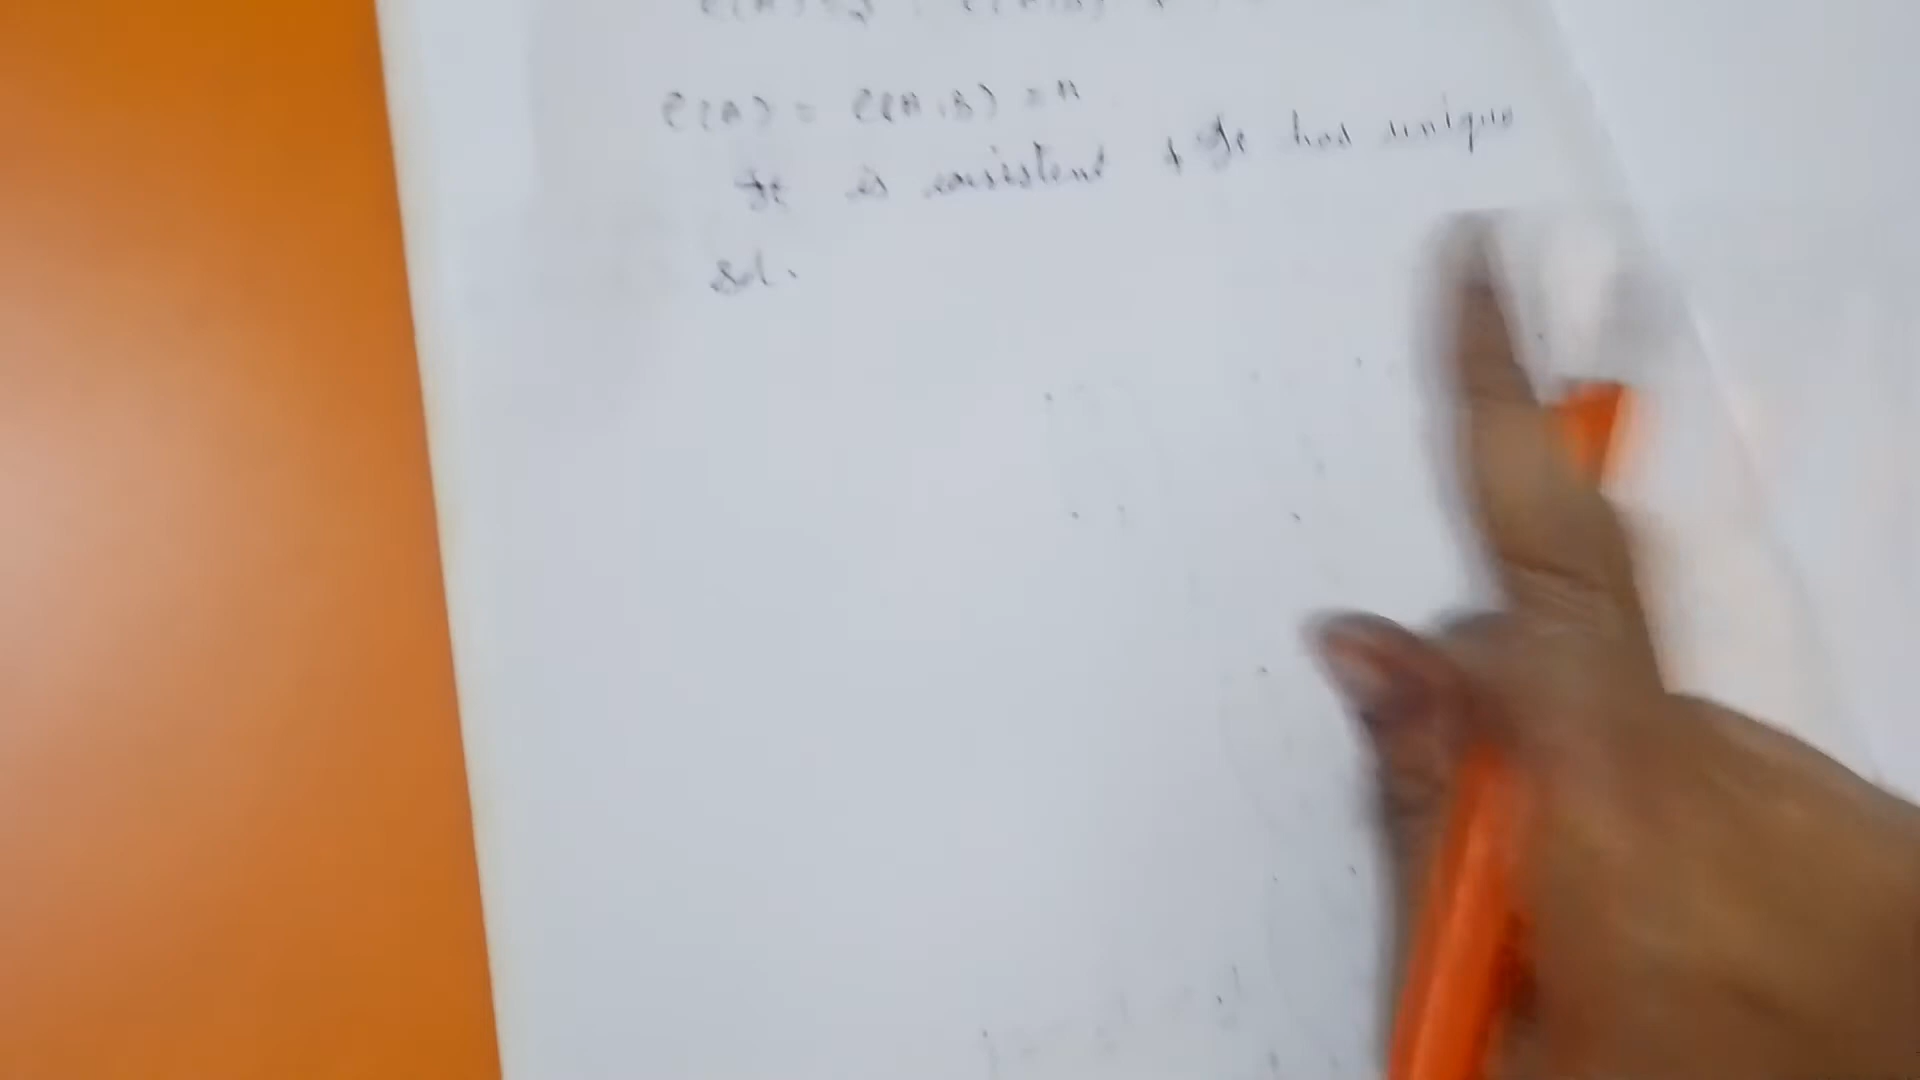 ρ(A) = ρ(A,B) = n
It is consistent & It has unique
sol.